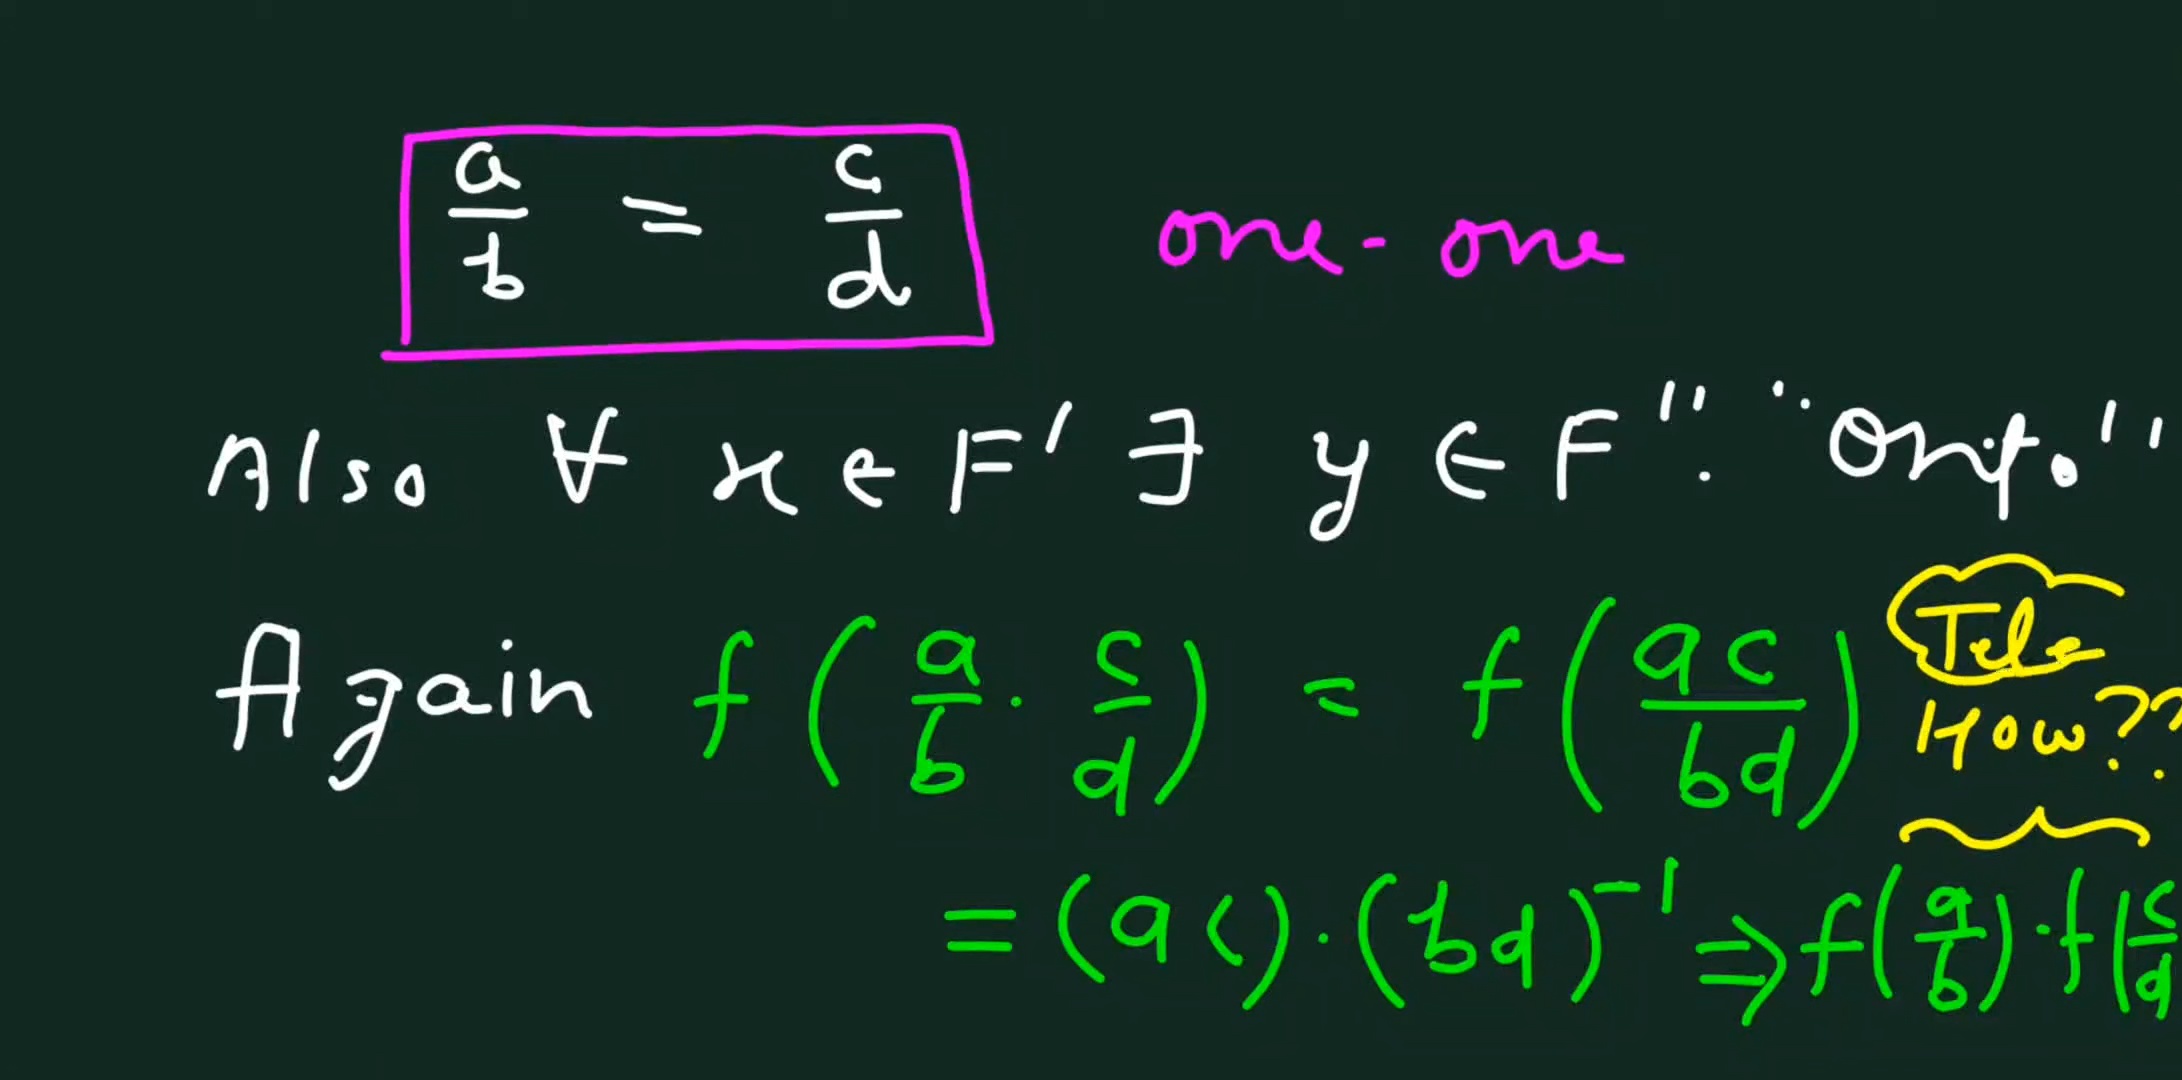 a/b = c/d one-one
Also ∀ x ∈ F' ∃ y ∈ F'' . "onto"
Again f(a/b · c/d) = f(ac/bd) Tele
How??
= (ac)·(bd)⁻¹ ⇒ f(a/b)·f(c/d